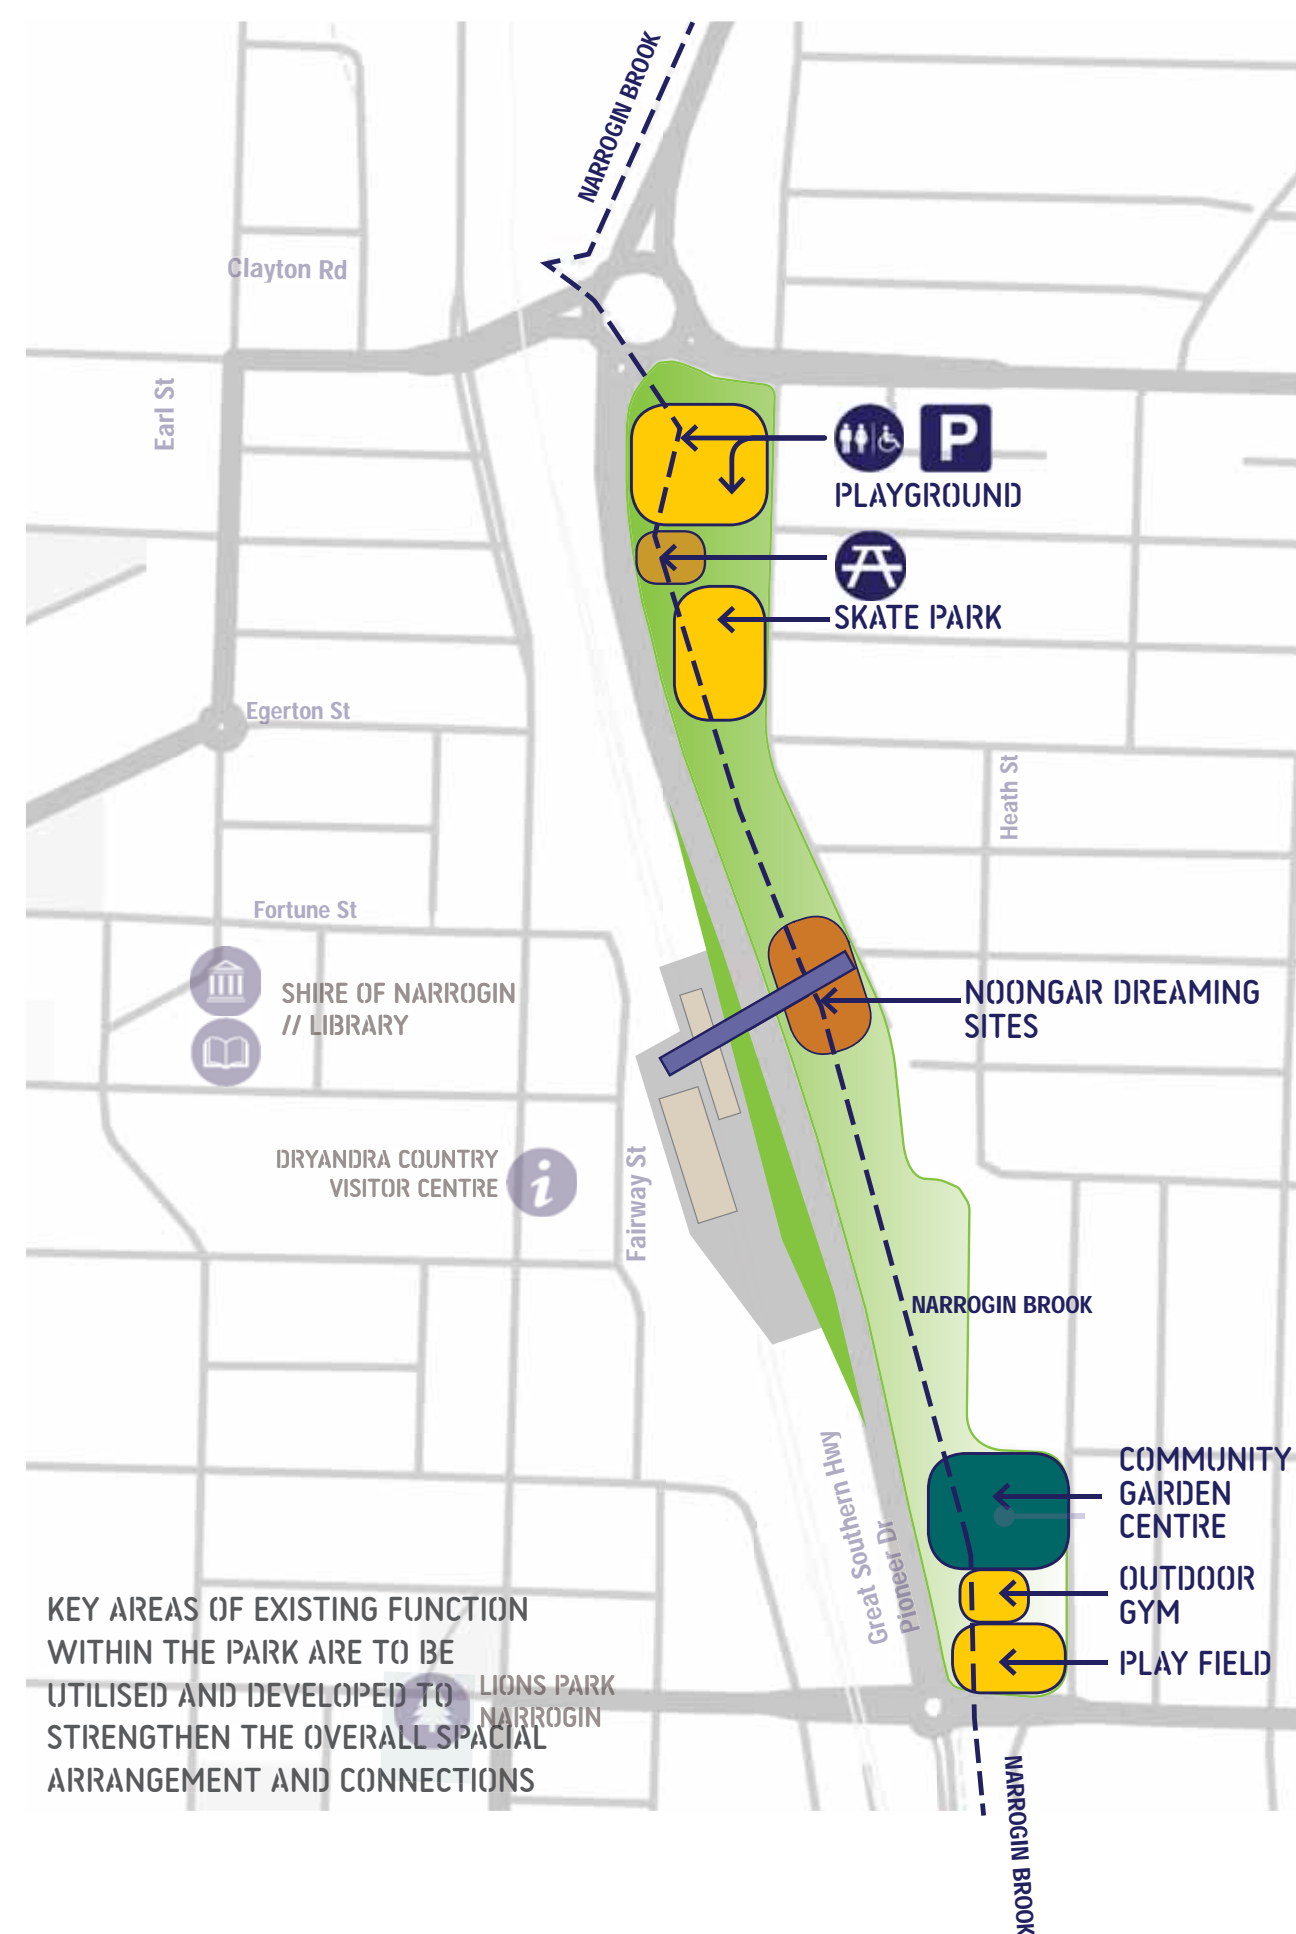 NARROGIN BROOK
Clayton Rd
Earl St
P
PLAYGROUND
SKATE PARK
Egerton St
Heath St
Fortune St
SHIRE OF NARROGIN
// LIBRARY
NOONGAR DREAMING
SITES
DRYANDRA COUNTRY
VISITOR CENTRE
i
Fairway St
NARROGIN BROOK
Great Southern Hwy
Pioneer Dr
COMMUNITY
GARDEN
CENTRE
OUTDOOR
GYM
PLAY FIELD
KEY AREAS OF EXISTING FUNCTION
WITHIN THE PARK ARE TO BE
UTILISED AND DEVELOPED TO
STRENGTHEN THE OVERALL SPACIAL
ARRANGEMENT AND CONNECTIONS
LIONS PARK
NARROGIN
NARROGIN BROOK